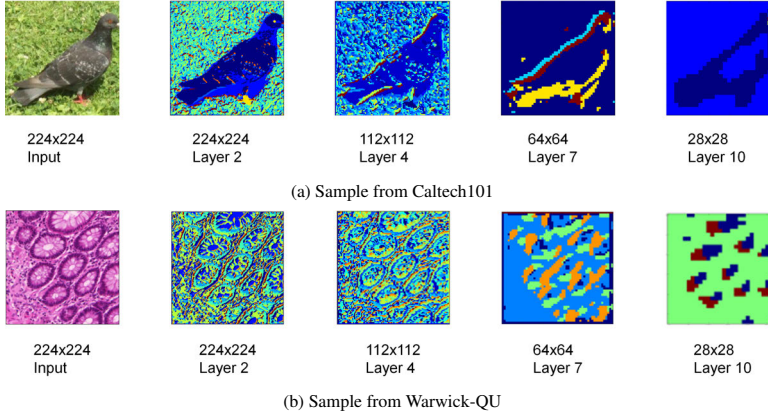 224x224 224x224 112x112 64x64 28x28
Input Layer 2 Layer 4 Layer 7 Layer 10
(a) Sample from Caltech101
224x224 224x224 112x112 64x64 28x28
Input Layer 2 Layer 4 Layer 7 Layer 10
(b) Sample from Warwick-QU